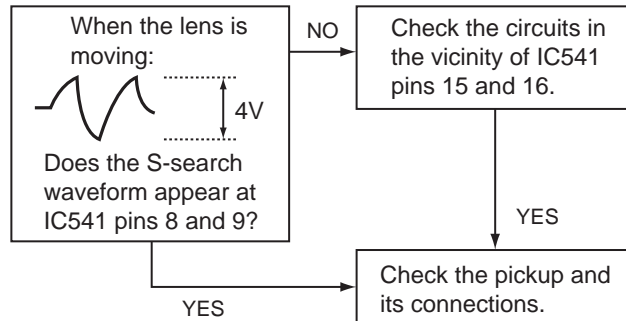 When the lens is
moving:
4V
Does the S-search
waveform appear at
IC541 pins 8 and 9?
NO
Check the circuits in
the vicinity of IC541
pins 15 and 16.
YES
YES
Check the pickup and
its connections.